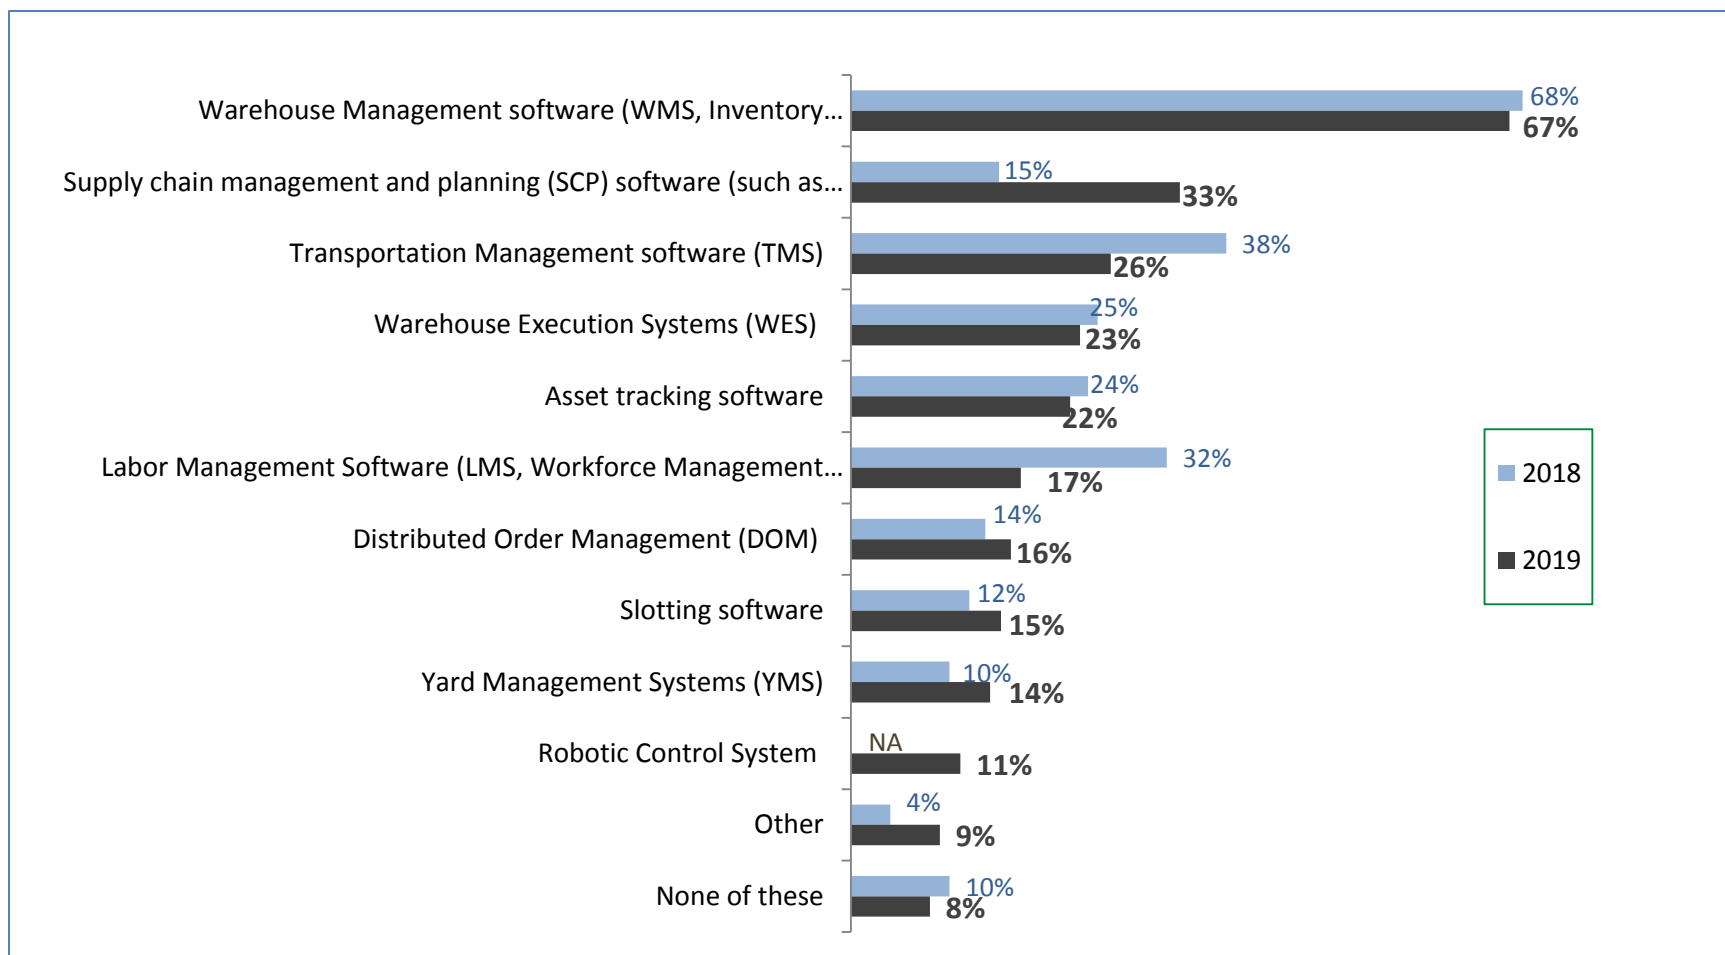 Warehouse Management software (WMS, Inventory...
68%
67%
Supply chain management and planning (SCP) software (such as...
15%
33%
Transportation Management software (TMS)
38%
26%
Warehouse Execution Systems (WES)
25%
23%
Asset tracking software
24%
22%
Labor Management Software (LMS, Workforce Management...
32%
17%
Distributed Order Management (DOM)
14%
16%
Slotting software
12%
15%
Yard Management Systems (YMS)
10%
14%
Robotic Control System
NA
11%
Other
4%
9%
None of these
10%
8%
2018
2019